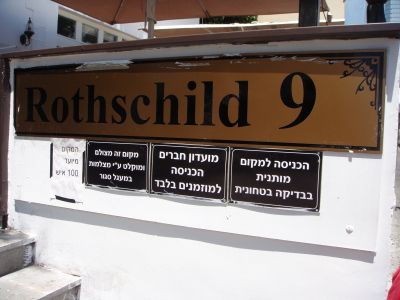 Rothschild 9
המקום
מיועד
ל 100 איש
מקום זה מצולם
ומוקלט ע"י מצלמות
במעגל סגור
מועדון חברים
הכניסה
למוזמנים בלבד
הכניסה למקום
מותנית
בבדיקה בטחונית